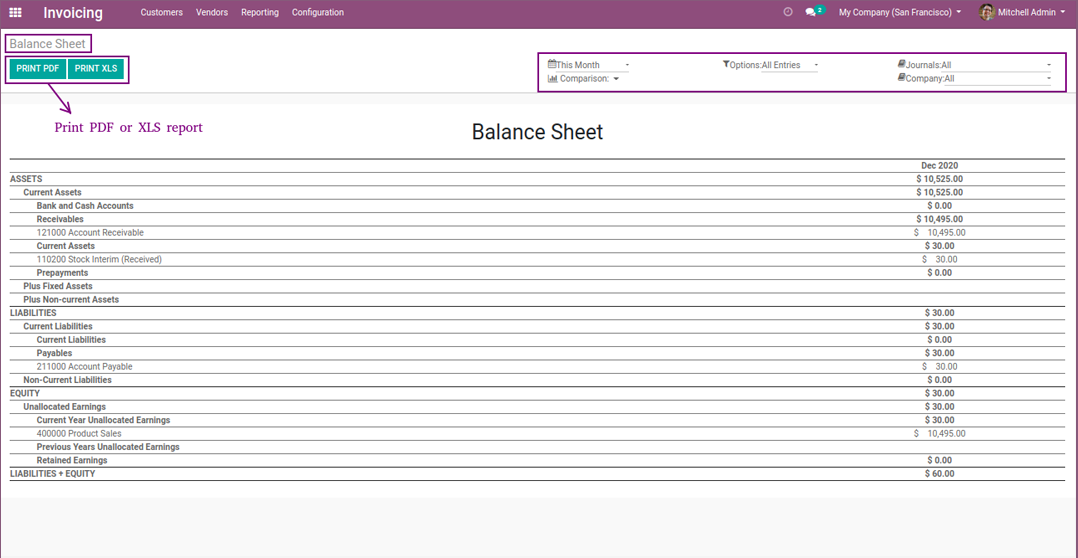 Invoicing Customers Vendors Reporting Configuration 2 My Company (San Francisco) Mitchell Admin
Balance Sheet
PRINT PDF PRINT XLS
This Month Options:All Entries Journals:All
Comparison: Company:All
Print PDF or XLS report
Balance Sheet
Dec 2020
ASSETS $ 10,525.00
Current Assets $ 10,525.00
Bank and Cash Accounts $ 0.00
Receivables $ 10,495.00
121000 Account Receivable $ 10,495.00
Current Assets $ 30.00
110200 Stock Interim (Received) $ 30.00
Prepayments $ 0.00
Plus Fixed Assets
Plus Non-current Assets
LIABILITIES $ 30.00
Current Liabilities $ 30.00
Current Liabilities $ 0.00
Payables $ 30.00
211000 Account Payable $ 30.00
Non-Current Liabilities $ 0.00
EQUITY $ 30.00
Unallocated Earnings $ 30.00
Current Year Unallocated Earnings $ 30.00
400000 Product Sales $ 10,495.00
Previous Years Unallocated Earnings
Retained Earnings $ 0.00
LIABILITIES + EQUITY $ 60.00